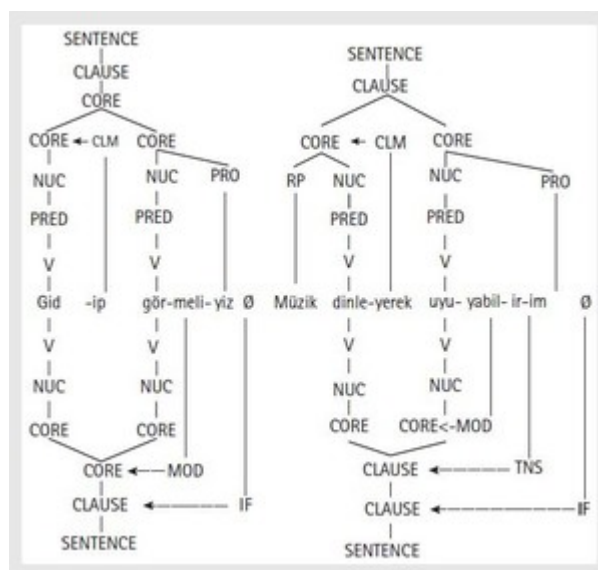 SENTENCE
CLAUSE
CORE
CORE ← CLM CORE
NUC NUC PRO
PRED PRED
V V
Gid -ip gör-meli-yiz Ø
V V
NUC NUC
CORE CORE
CORE ← MOD
CLAUSE ← IF
SENTENCE
SENTENCE
CLAUSE
CORE ← CLM CORE
RP NUC NUC PRO
PRED PRED
V V
Müzik dinle-yerek uyu- yabil- ir-im Ø
V V
NUC NUC
CORE CORE<-MOD
CLAUSE ← TNS
CLAUSE ← IF
SENTENCE